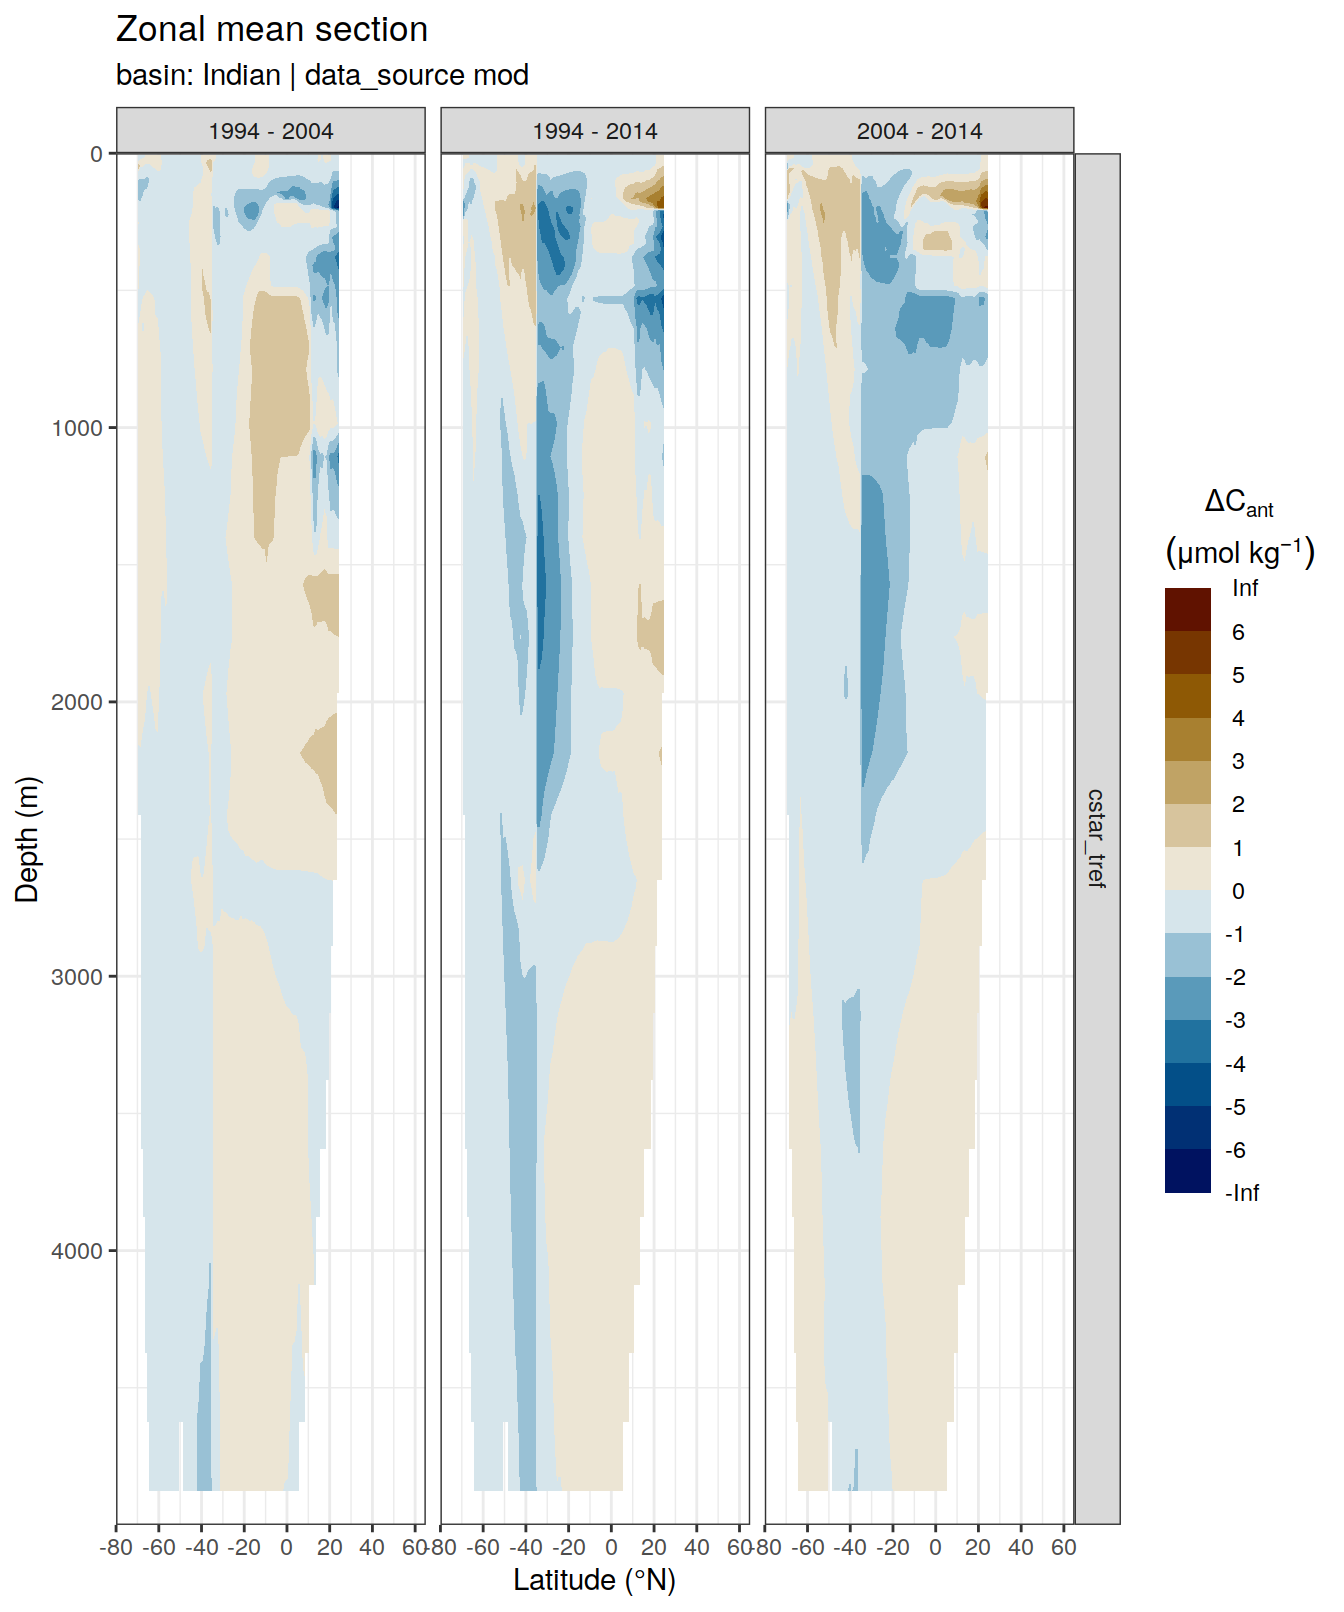 Zonal mean section
basin: Indian | data_source mod
1994 - 2004
1994 - 2014
2004 - 2014
0
1000
2000
3000
4000
Depth (m)
-80 -60 -40 -20 0 20 40 60
-80 -60 -40 -20 0 20 40 60
-80 -60 -40 -20 0 20 40 60
Latitude (°N)
cstar_tref
ΔCant
(μmol kg⁻¹)
Inf
6
5
4
3
2
1
0
-1
-2
-3
-4
-5
-6
-Inf